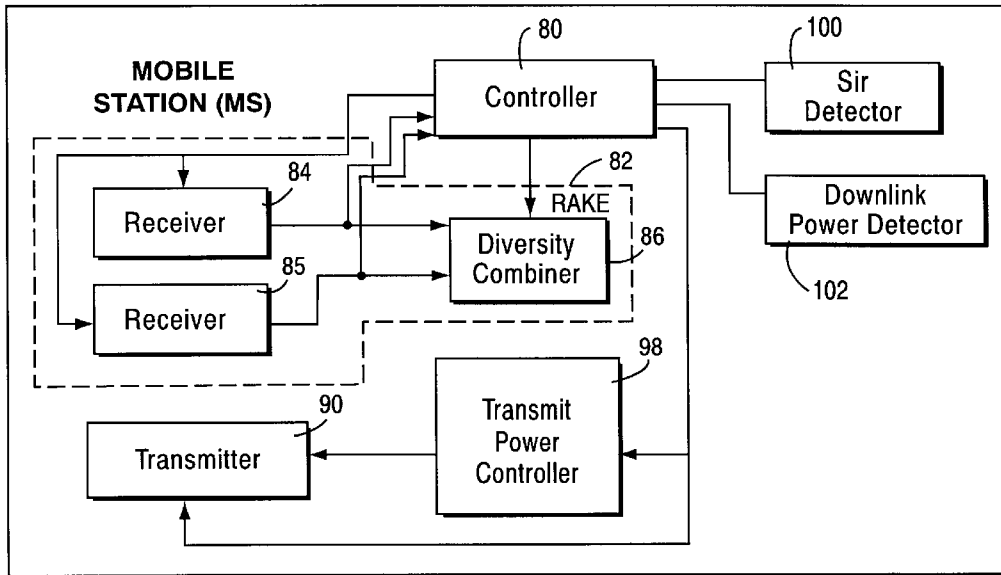 80
100
MOBILE
STATION (MS)
Controller
Sir
Detector
84
82
RAKE
Receiver
Diversity
Combiner
86
Downlink
Power Detector
102
85
Receiver
98
90
Transmit
Power
Controller
Transmitter